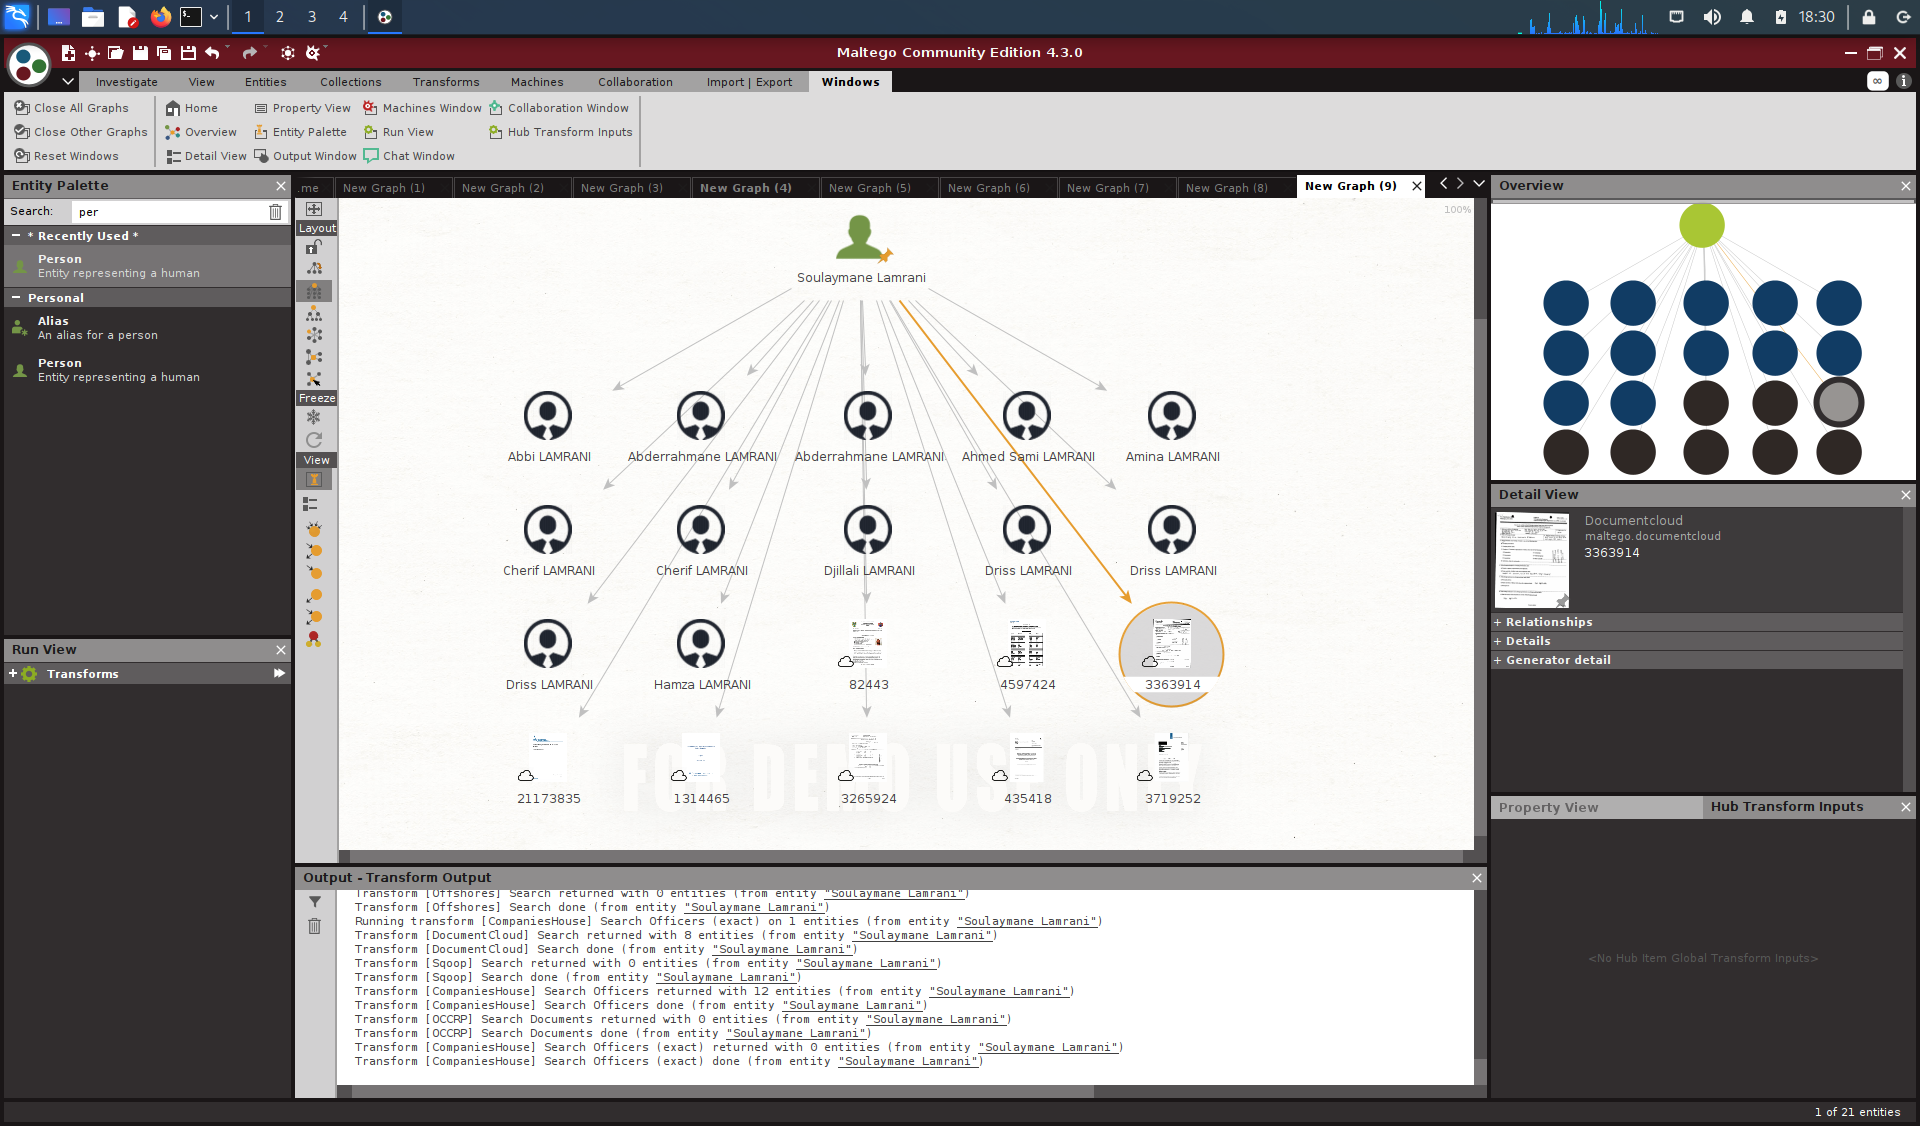 1 2 3 4 18:30
Maltego Community Edition 4.3.0
Investigate View Entities Collections Transforms Machines Collaboration Import | Export Windows
Close All Graphs Home Property View Machines Window Collaboration Window
Close Other Graphs Overview Entity Palette Run View Hub Transform Inputs
Reset Windows Detail View Output Window Chat Window
Entity Palette
Search: per
* Recently Used *
Person
Entity representing a human
Personal
Alias
An alias for a person
Person
Entity representing a human
Run View
Transforms
.me New Graph (1) New Graph (2) New Graph (3) New Graph (4) New Graph (5) New Graph (6) New Graph (7) New Graph (8) New Graph (9)
100%
Layout
Freeze
View
Soulaymane Lamrani
Abbi LAMRANI Abderrahmane LAMRANI Abderrahmane LAMRANI Ahmed Sami LAMRANI Amina LAMRANI
Cherif LAMRANI Cherif LAMRANI Djillali LAMRANI Driss LAMRANI Driss LAMRANI
Driss LAMRANI Hamza LAMRANI 82443 4597424 3363914
FOR DEMO USE ONLY
21173835 1314465 3265924 435418 3719252
Output - Transform Output
Transform [Offshores] Search returned with 0 entities (from entity "Soulaymane Lamrani")
Transform [Offshores] Search done (from entity "Soulaymane Lamrani")
Running transform [CompaniesHouse] Search Officers (exact) on 1 entities (from entity "Soulaymane Lamrani")
Transform [DocumentCloud] Search returned with 8 entities (from entity "Soulaymane Lamrani")
Transform [DocumentCloud] Search done (from entity "Soulaymane Lamrani")
Transform [Sqoop] Search returned with 0 entities (from entity "Soulaymane Lamrani")
Transform [Sqoop] Search done (from entity "Soulaymane Lamrani")
Transform [CompaniesHouse] Search Officers returned with 12 entities (from entity "Soulaymane Lamrani")
Transform [CompaniesHouse] Search Officers done (from entity "Soulaymane Lamrani")
Transform [OCCRP] Search Documents returned with 0 entities (from entity "Soulaymane Lamrani")
Transform [OCCRP] Search Documents done (from entity "Soulaymane Lamrani")
Transform [CompaniesHouse] Search Officers (exact) returned with 0 entities (from entity "Soulaymane Lamrani")
Transform [CompaniesHouse] Search Officers (exact) done (from entity "Soulaymane Lamrani")
Overview
Detail View
Documentcloud
maltego.documentcloud
3363914
+ Relationships
+ Details
+ Generator detail
Property View Hub Transform Inputs
<No Hub Item Global Transform Inputs>
1 of 21 entities